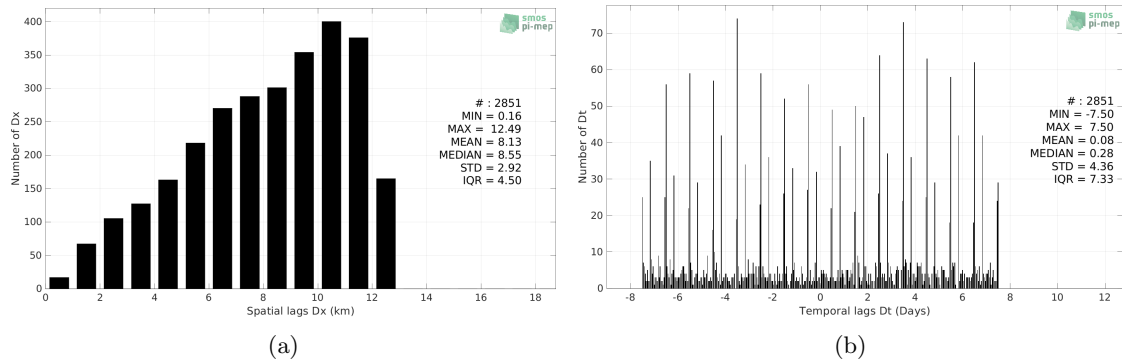 400
350
300
250
200
150
100
50
0
0 2 4 6 8 10 12 14 16 18
Number of Dx
Spatial lags Dx (km)
smos
pi-mep
# : 2851
MIN = 0.16
MAX = 12.49
MEAN = 8.13
MEDIAN = 8.55
STD = 2.92
IQR = 4.50
(a)
70
60
50
40
30
20
10
0
-8 -6 -4 -2 0 2 4 6 8 10 12
Number of Dt
Temporal lags Dt (Days)
smos
pi-mep
# : 2851
MIN = -7.50
MAX = 7.50
MEAN = 0.08
MEDIAN = 0.28
STD = 4.36
IQR = 7.33
(b)